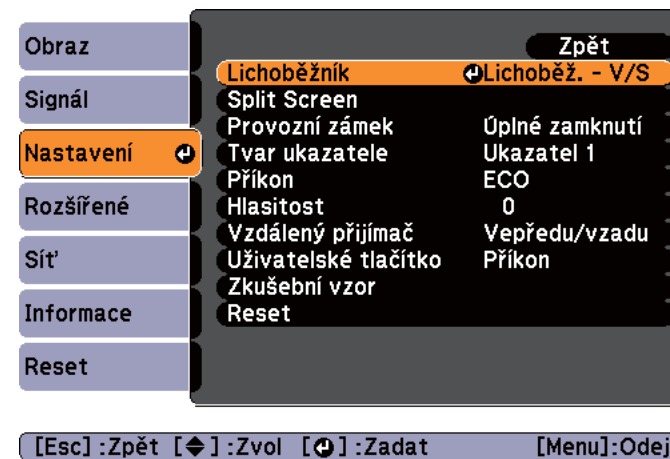 Obraz
Signál
Nastavení
Rozšířené
Síť
Informace
Reset
Zpět
Lichoběžník Lichoběž. - V/S
Split Screen
Provozní zámek Úplné zamknutí
Tvar ukazatele Ukazatel 1
Příkon ECO
Hlasitost 0
Vzdálený přijímač Vepředu/vzadu
Uživatelské tlačítko Příkon
Zkušební vzor
Reset
[Esc] :Zpět [◆] :Zvol [⏎] :Zadat [Menu]:Odej